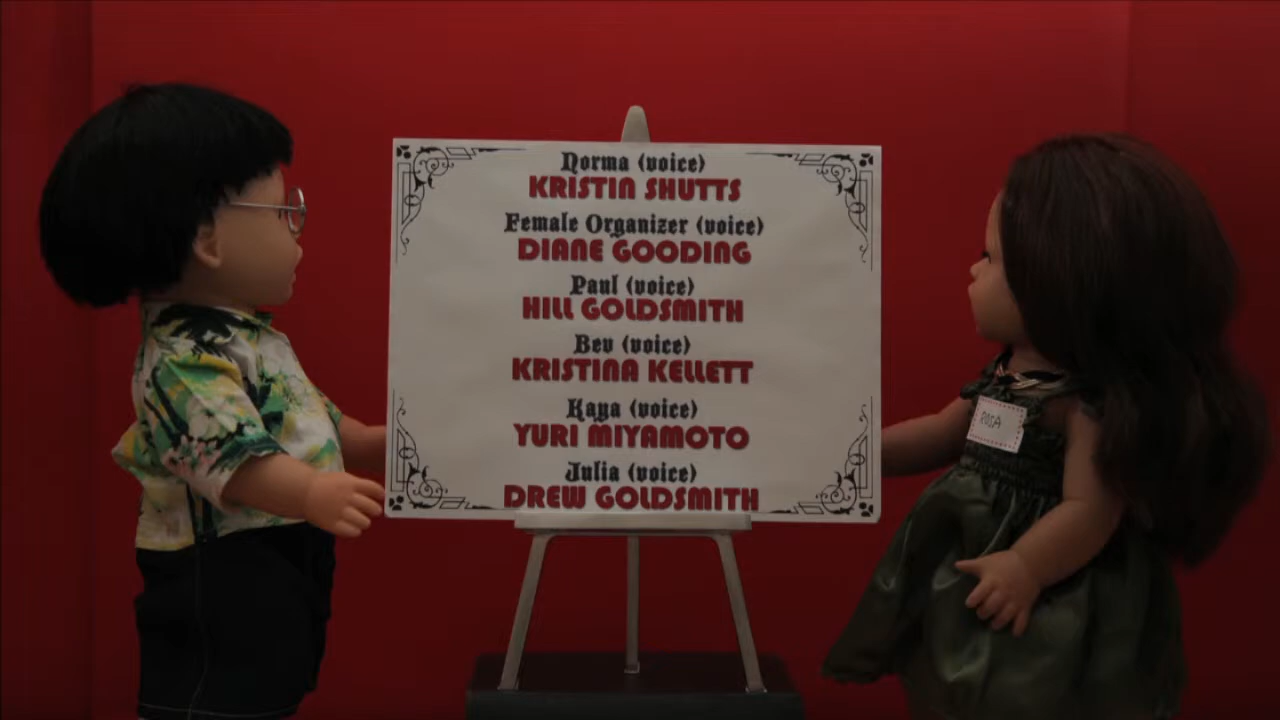 Norma (voice)
KRISTIN SHUTTS
Female Organizer (voice)
DIANE GOODING
Paul (voice)
HILL GOLDSMITH
Bev (voice)
KRISTINA KELLETT
Kaya (voice)
YURI MIYAMOTO
Julia (voice)
DREW GOLDSMITH
ROSA